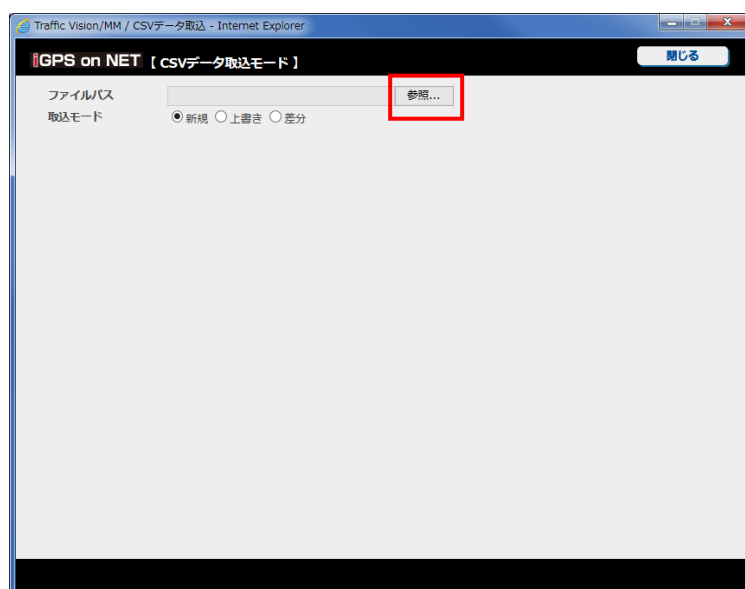 Traffic Vision/MM / CSVデータ取込 - Internet Explorer
iGPS on NET 【 CSVデータ取込モード 】 閉じる
ファイルパス 参照...
取込モード 新規 上書き 差分